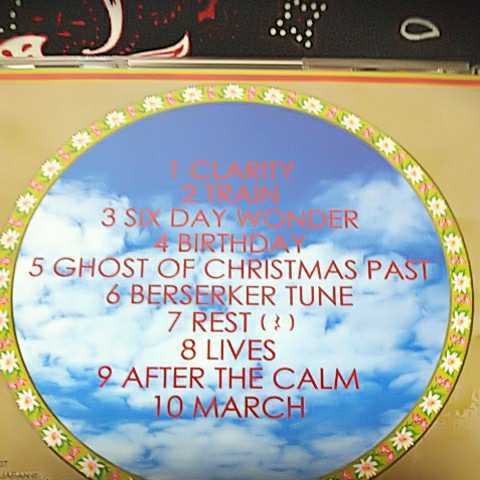 1 CLARITY
2 TRAIN
3 SIX DAY WONDER
4 BIRTHDAY
5 GHOST OF CHRISTMAS PAST
6 BERSERKER TUNE
7 REST (𝄽)
8 LIVES
9 AFTER THE CALM
10 MARCH